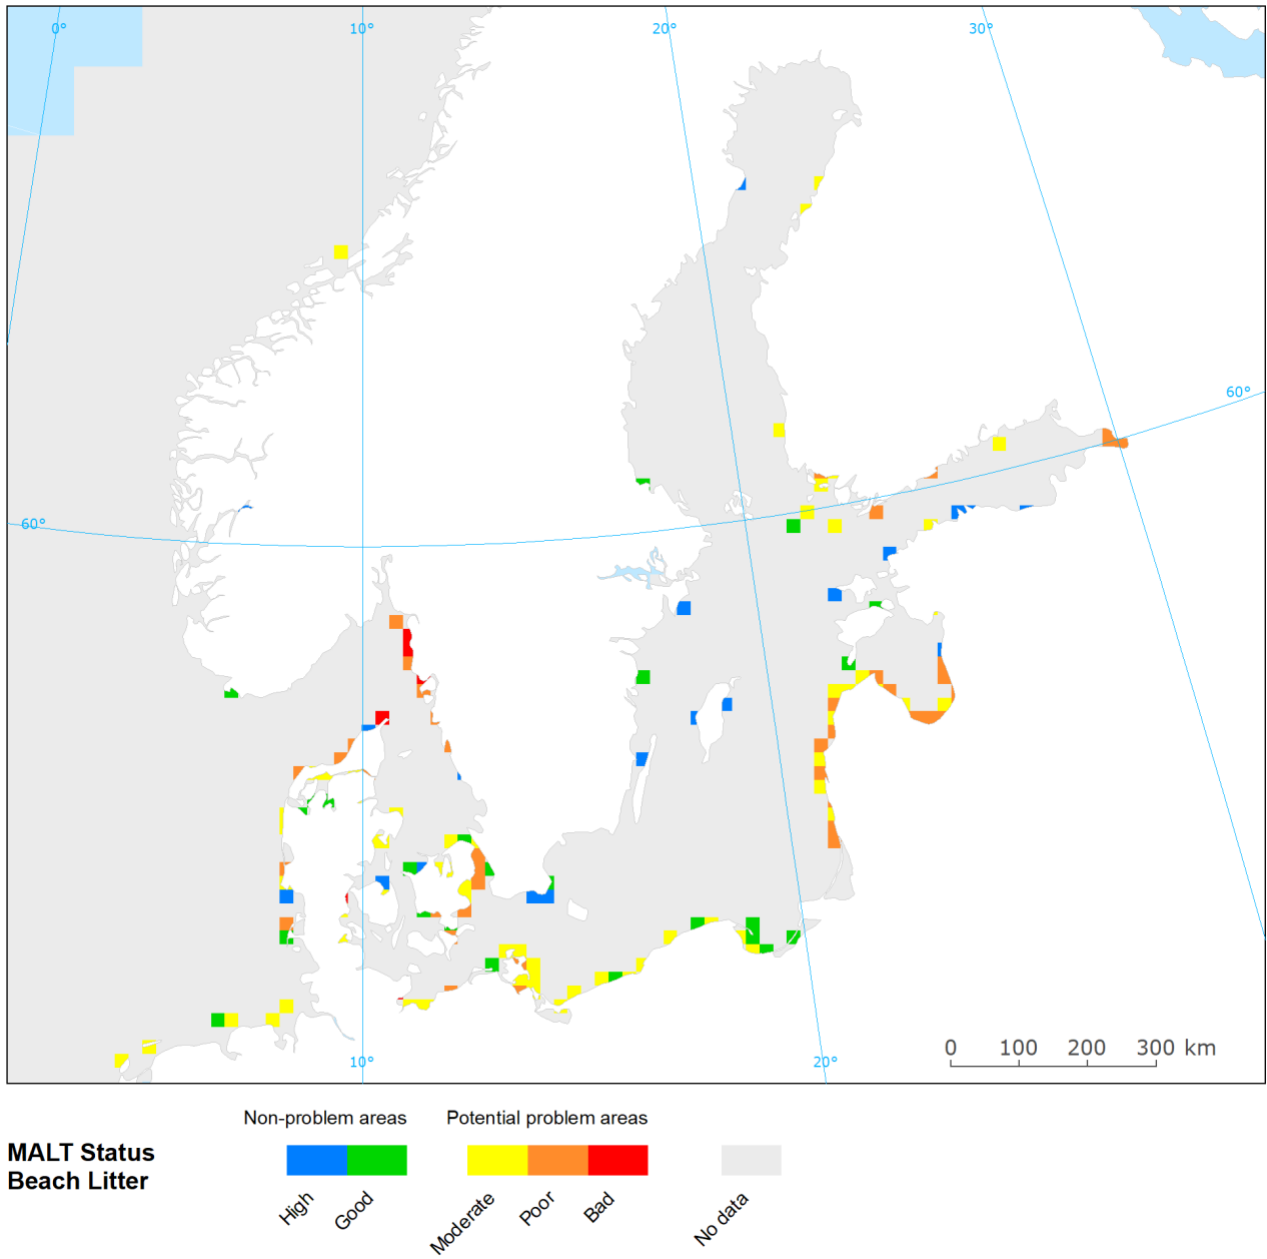 0°
10°
20°
30°
60°
60°
10°
20°
0 100 200 300 km
Non-problem areas Potential problem areas
MALT Status
Beach Litter
High Good Moderate Poor Bad No data